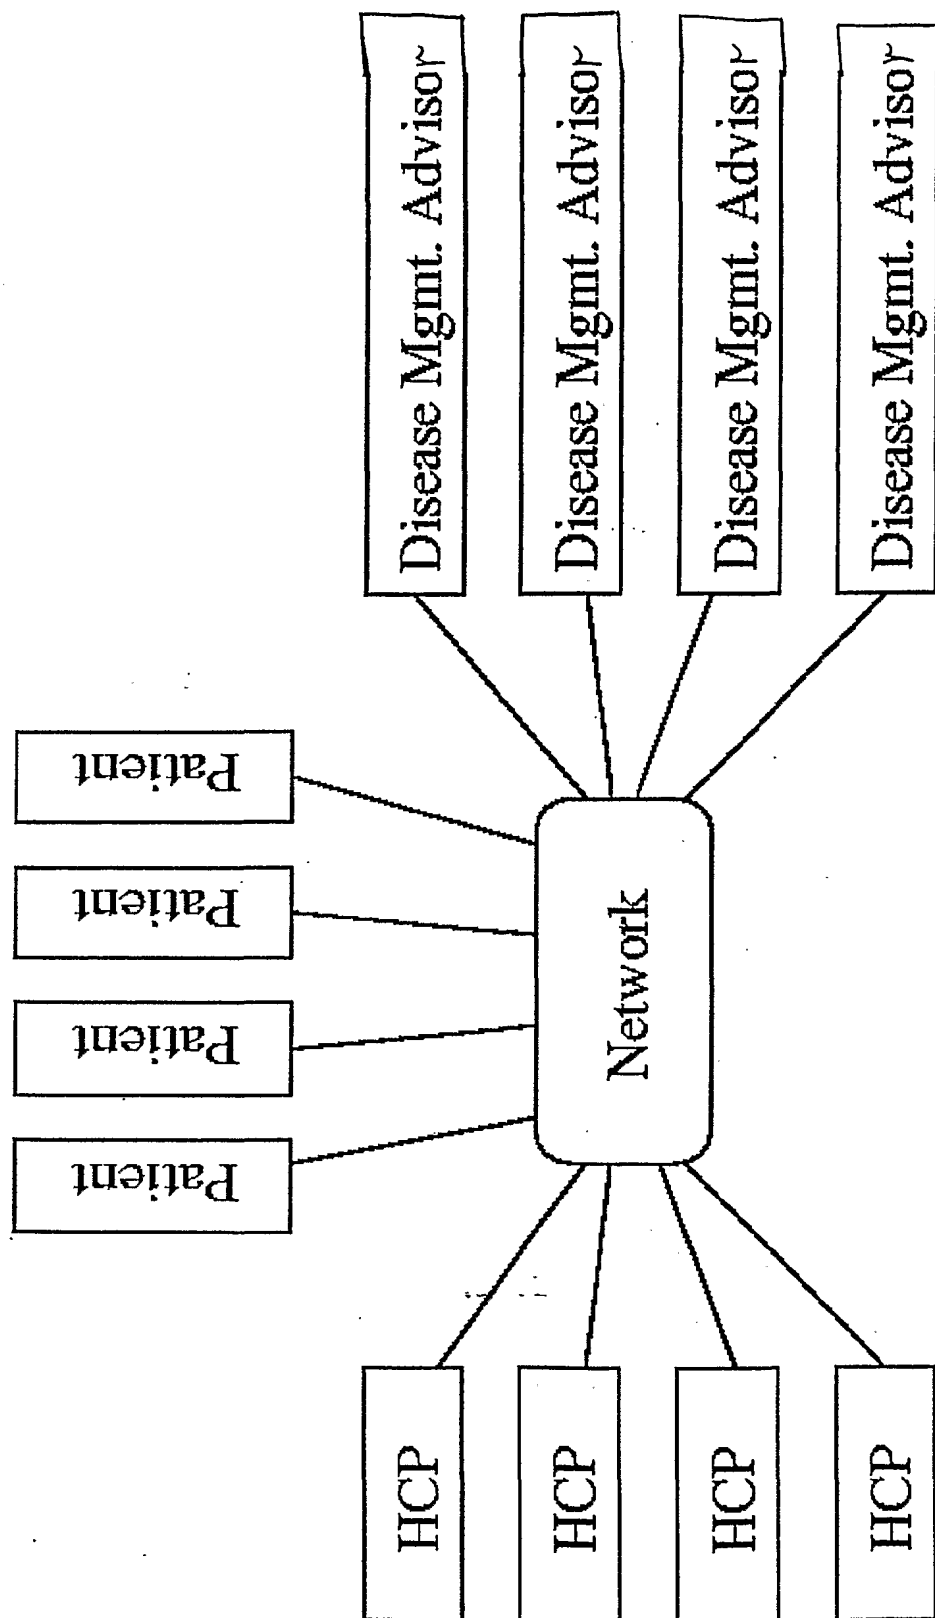 Patient
Patient
Patient
Patient
HCP
HCP
HCP
HCP
Network
Disease Mgmt. Advisor
Disease Mgmt. Advisor
Disease Mgmt. Advisor
Disease Mgmt. Advisor